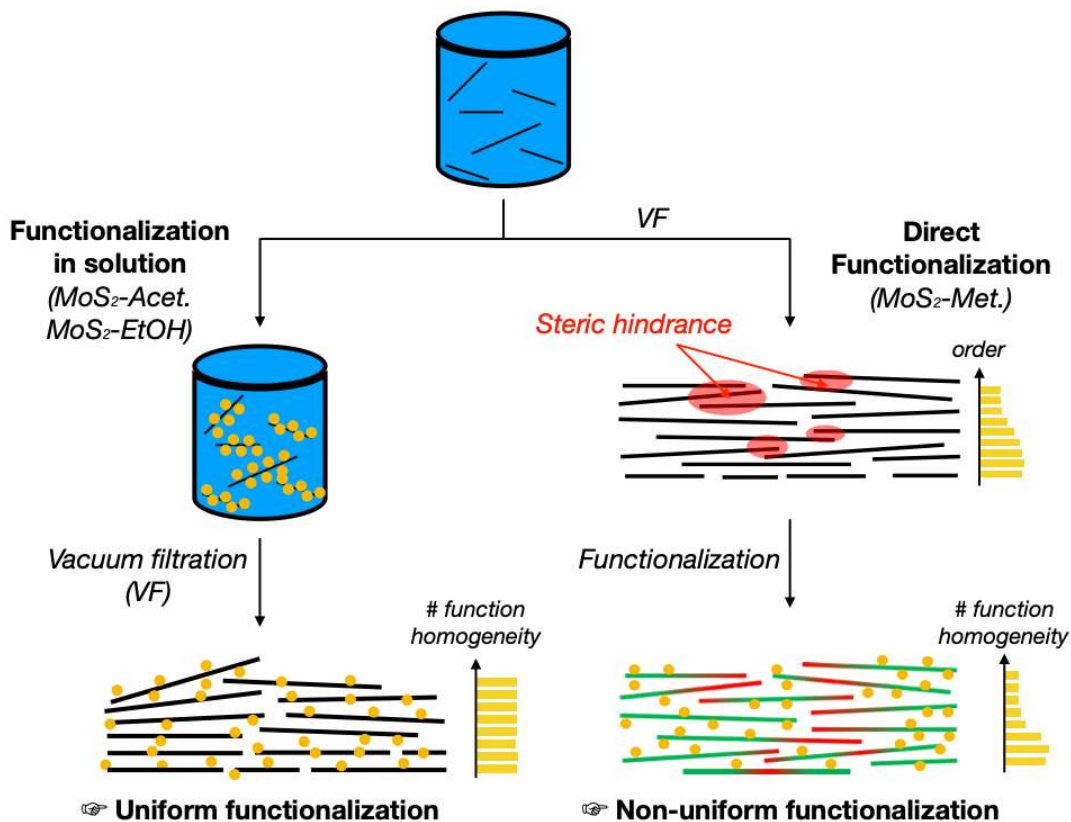 VF
Functionalization
in solution
(MoS₂-Acet.
MoS₂-EtOH)
Direct
Functionalization
(MoS₂-Met.)
Steric hindrance
order
Vacuum filtration
(VF)
Functionalization
# function
homogeneity
# function
homogeneity
☞ Uniform functionalization
☞ Non-uniform functionalization